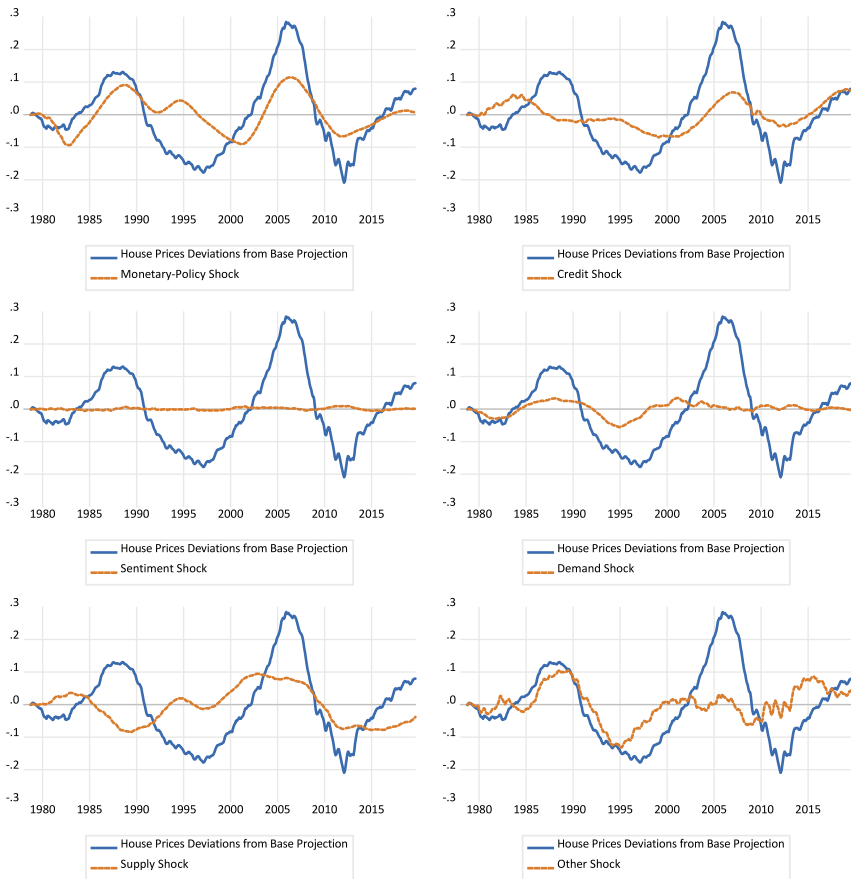 .3
.2
.1
.0
-.1
-.2
-.3
1980 1985 1990 1995 2000 2005 2010 2015
House Prices Deviations from Base Projection
Monetary-Policy Shock
.3
.2
.1
.0
-.1
-.2
-.3
1980 1985 1990 1995 2000 2005 2010 2015
House Prices Deviations from Base Projection
Credit Shock
.3
.2
.1
.0
-.1
-.2
-.3
1980 1985 1990 1995 2000 2005 2010 2015
House Prices Deviations from Base Projection
Sentiment Shock
.3
.2
.1
.0
-.1
-.2
-.3
1980 1985 1990 1995 2000 2005 2010 2015
House Prices Deviations from Base Projection
Demand Shock
.3
.2
.1
.0
-.1
-.2
-.3
1980 1985 1990 1995 2000 2005 2010 2015
House Prices Deviations from Base Projection
Supply Shock
.3
.2
.1
.0
-.1
-.2
-.3
1980 1985 1990 1995 2000 2005 2010 2015
House Prices Deviations from Base Projection
Other Shock